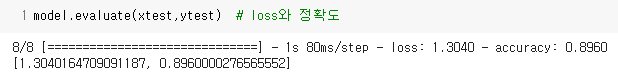 1 model.evaluate(xtest,ytest)  # loss와 정확도
8/8 [==============================] - 1s 80ms/step - loss: 1.3040 - accuracy: 0.8960
[1.3040164709091187, 0.8960000276565552]